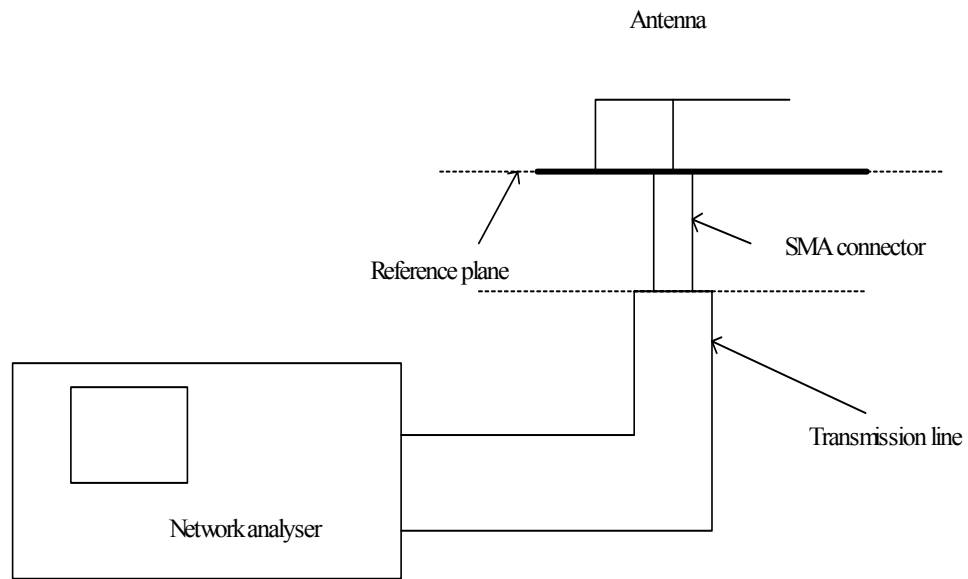 Antenna
SMA connector
Reference plane
Transmission line
Network analyser